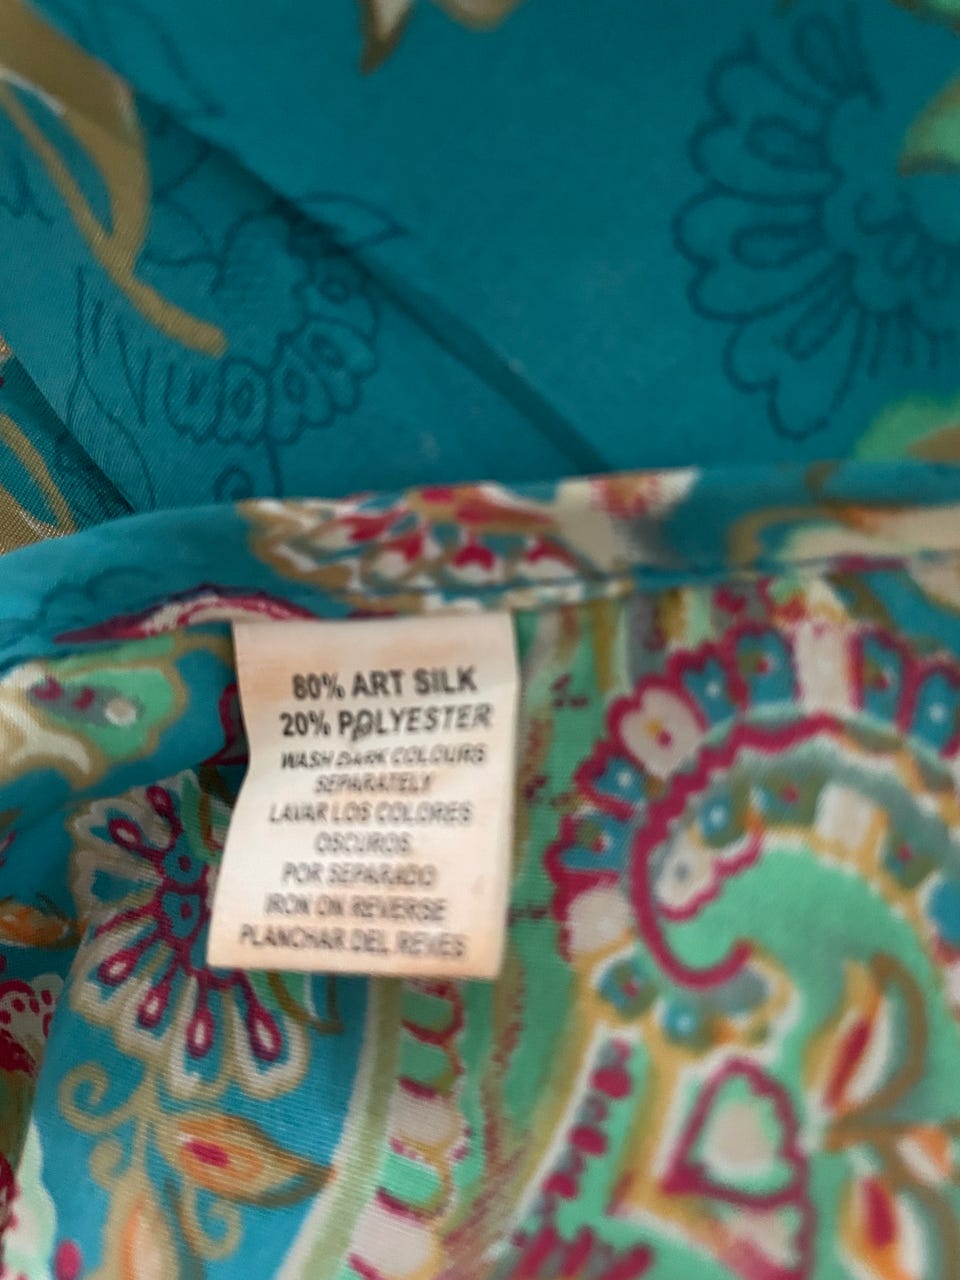 80% ART SILK
20% POLYESTER
WASH DARK COLOURS
SEPARATELY
LAVAR LOS COLORES
OSCUROS
POR SEPARADO
IRON ON REVERSE
PLANCHAR DEL REVES